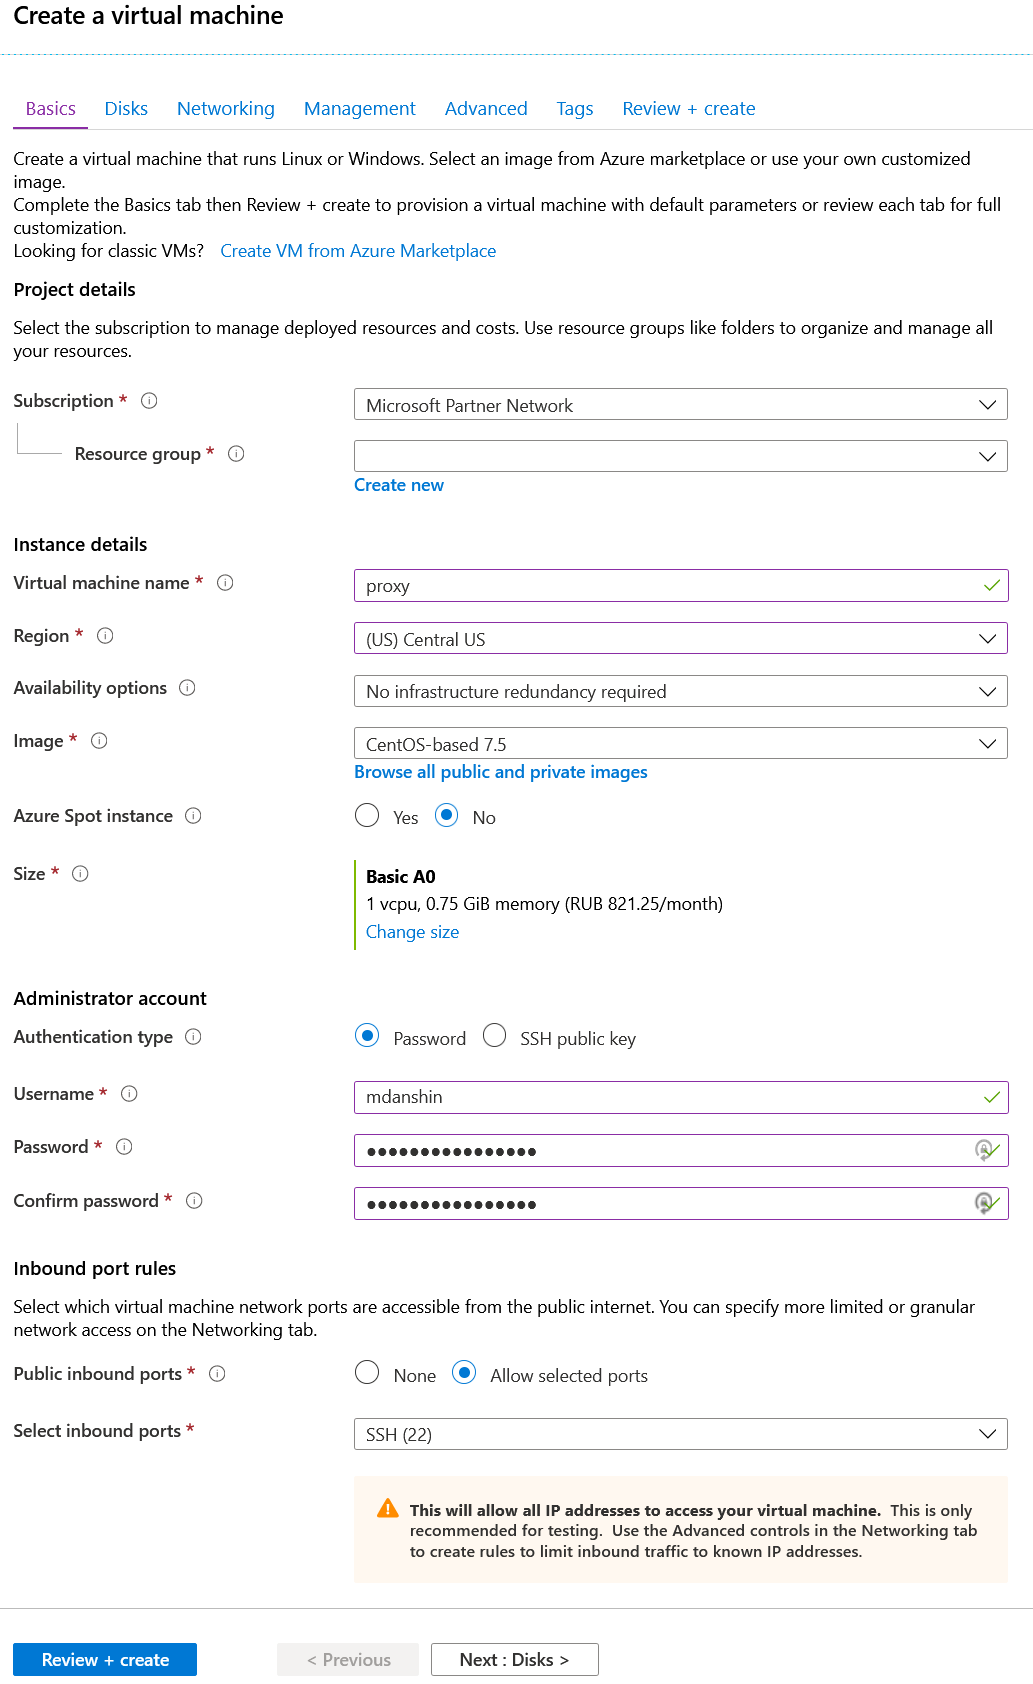 Create a virtual machine
Basics Disks Networking Management Advanced Tags Review + create
Create a virtual machine that runs Linux or Windows. Select an image from Azure marketplace or use your own customized
image.
Complete the Basics tab then Review + create to provision a virtual machine with default parameters or review each tab for full
customization.
Looking for classic VMs? Create VM from Azure Marketplace
Project details
Select the subscription to manage deployed resources and costs. Use resource groups like folders to organize and manage all
your resources.
Subscription * Microsoft Partner Network
Resource group *
Create new
Instance details
Virtual machine name * proxy
Region * (US) Central US
Availability options No infrastructure redundancy required
Image * CentOS-based 7.5
Browse all public and private images
Azure Spot instance Yes No
Size * Basic A0
1 vcpu, 0.75 GiB memory (RUB 821.25/month)
Change size
Administrator account
Authentication type Password SSH public key
Username * mdanshin
Password * ••••••••••••••••
Confirm password * ••••••••••••••••
Inbound port rules
Select which virtual machine network ports are accessible from the public internet. You can specify more limited or granular
network access on the Networking tab.
Public inbound ports * None Allow selected ports
Select inbound ports * SSH (22)
This will allow all IP addresses to access your virtual machine. This is only
recommended for testing. Use the Advanced controls in the Networking tab
to create rules to limit inbound traffic to known IP addresses.
Review + create < Previous Next : Disks >